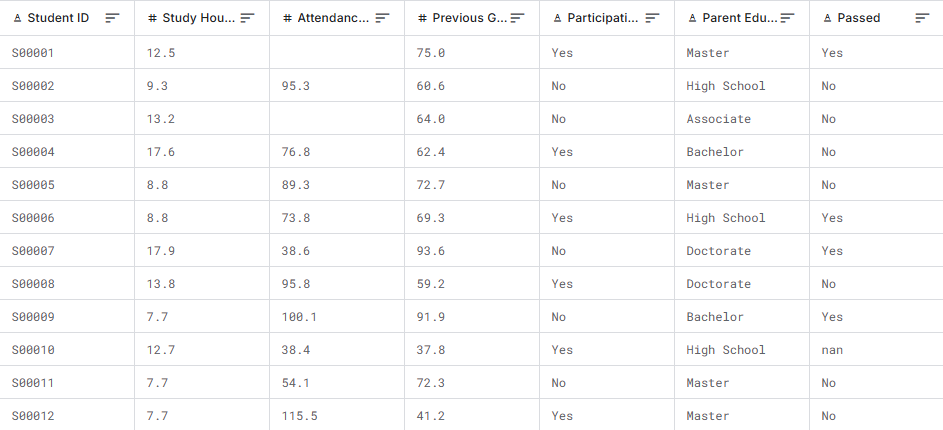 Student ID # Study Hou... # Attendanc... # Previous G... Participati... Parent Edu... Passed
S00001 12.5 75.0 Yes Master Yes
S00002 9.3 95.3 60.6 No High School No
S00003 13.2 64.0 No Associate No
S00004 17.6 76.8 62.4 Yes Bachelor No
S00005 8.8 89.3 72.7 No Master No
S00006 8.8 73.8 69.3 Yes High School Yes
S00007 17.9 38.6 93.6 No Doctorate Yes
S00008 13.8 95.8 59.2 Yes Doctorate No
S00009 7.7 100.1 91.9 No Bachelor Yes
S00010 12.7 38.4 37.8 Yes High School nan
S00011 7.7 54.1 72.3 No Master No
S00012 7.7 115.5 41.2 Yes Master No